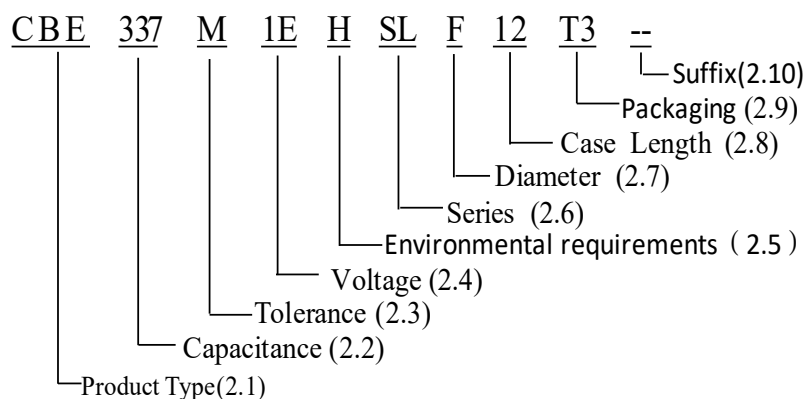 CBE 337 M 1E H SL F 12 T3 --
Suffix(2.10)
Packaging (2.9)
Case Length (2.8)
Diameter (2.7)
Series (2.6)
Environmental requirements（2.5）
Voltage (2.4)
Tolerance (2.3)
Capacitance (2.2)
Product Type(2.1)